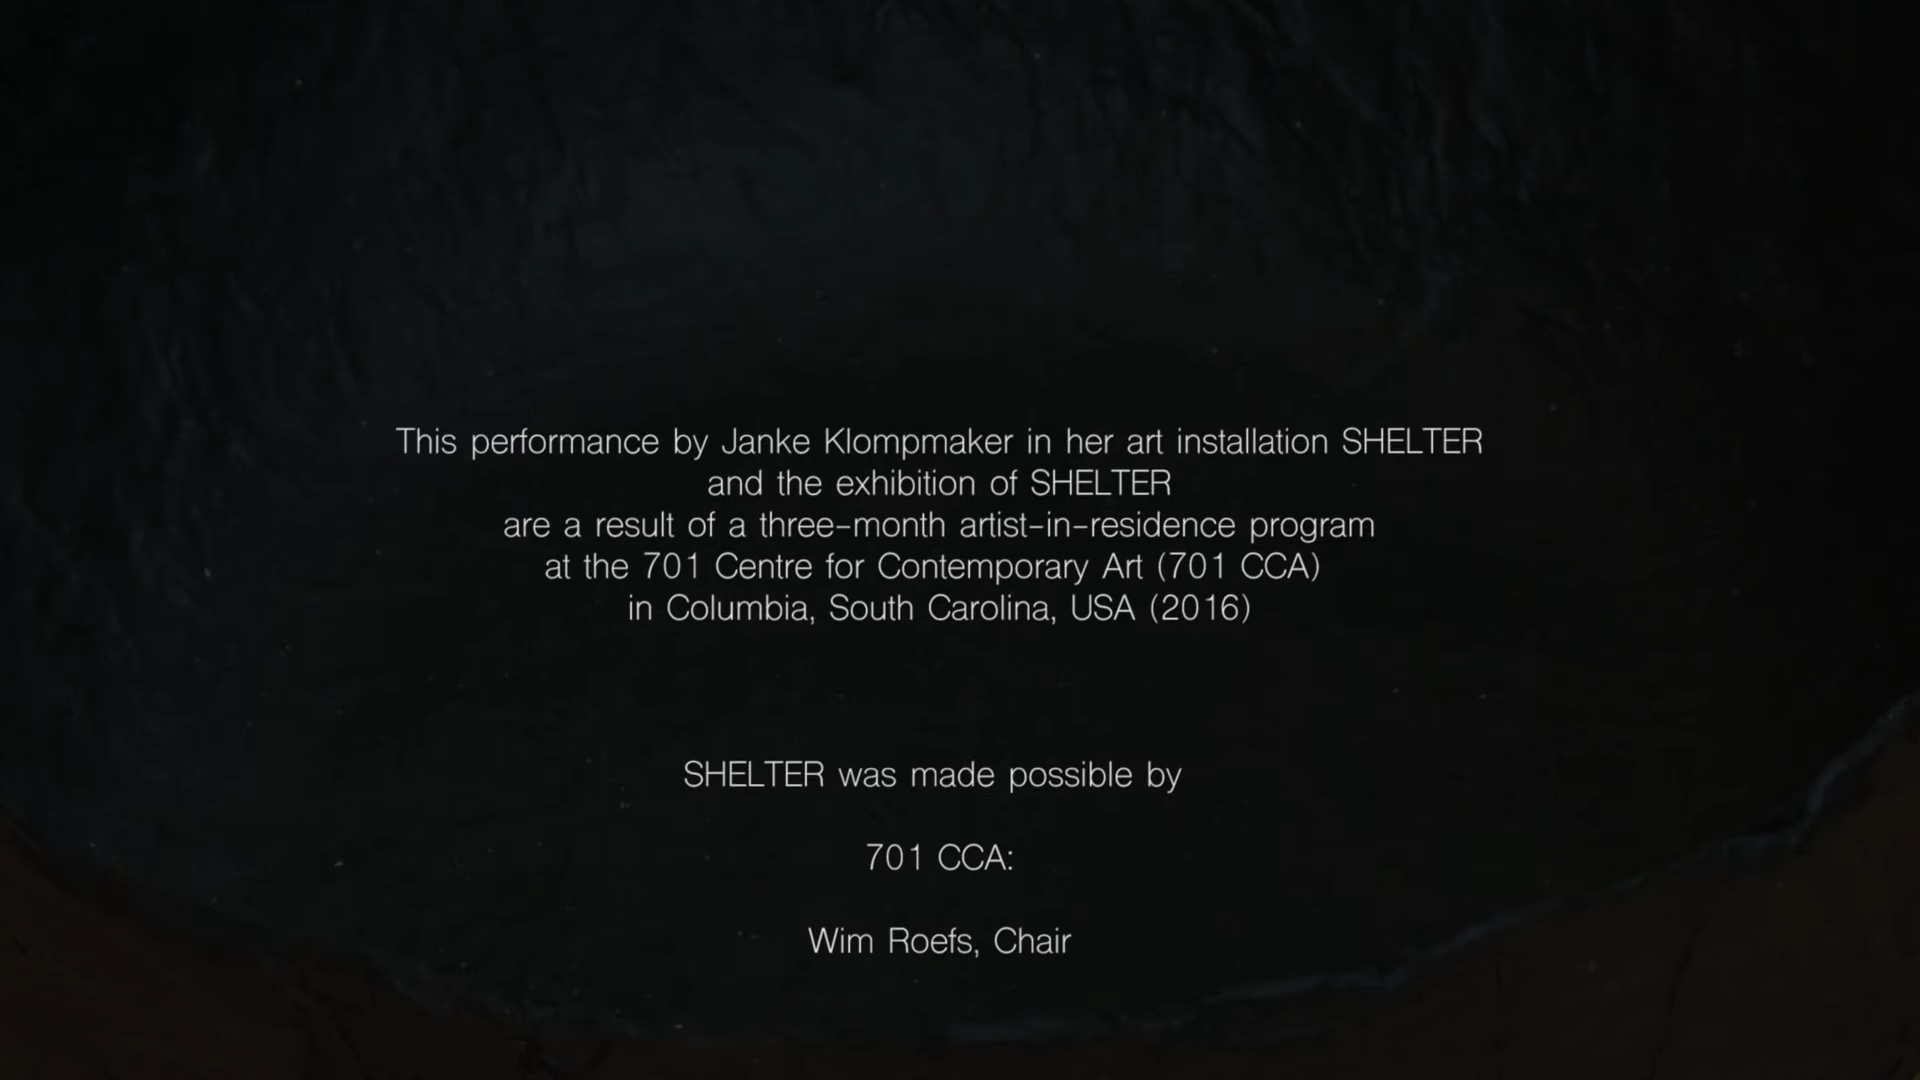 This performance by Janke Klompmaker in her art installation SHELTER
and the exhibition of SHELTER
are a result of a three-month artist-in-residence program
at the 701 Centre for Contemporary Art (701 CCA)
in Columbia, South Carolina, USA (2016)
SHELTER was made possible by
701 CCA:
Wim Roefs, Chair